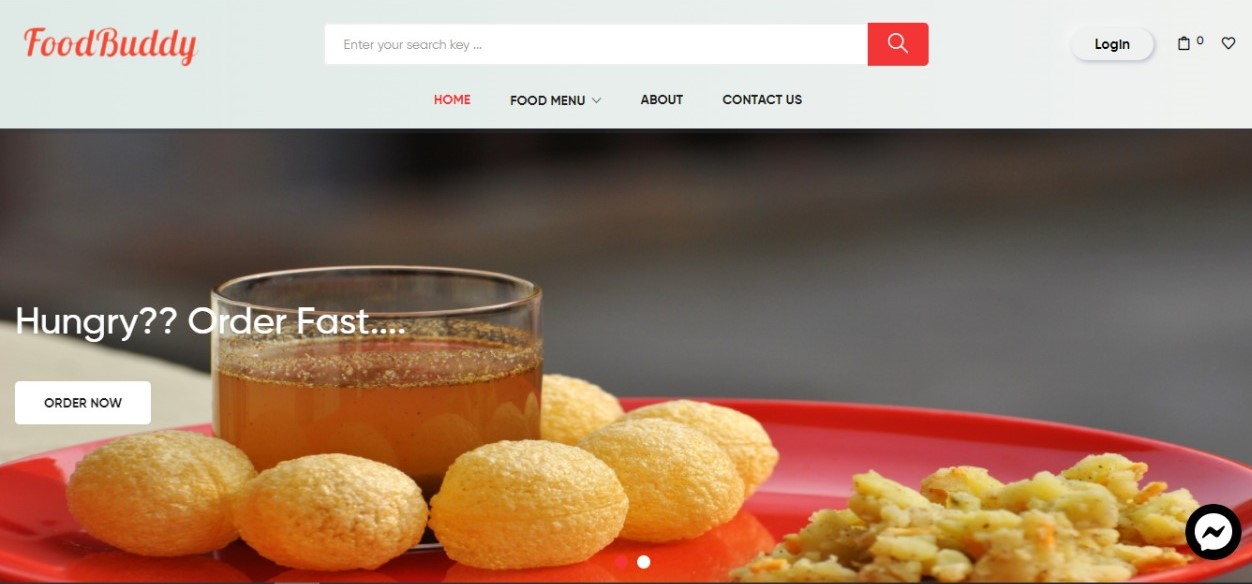 FoodBuddy
Enter your search key ...
LogIn
0
HOME
FOOD MENU
ABOUT
CONTACT US
Hungry?? Order Fast....
ORDER NOW